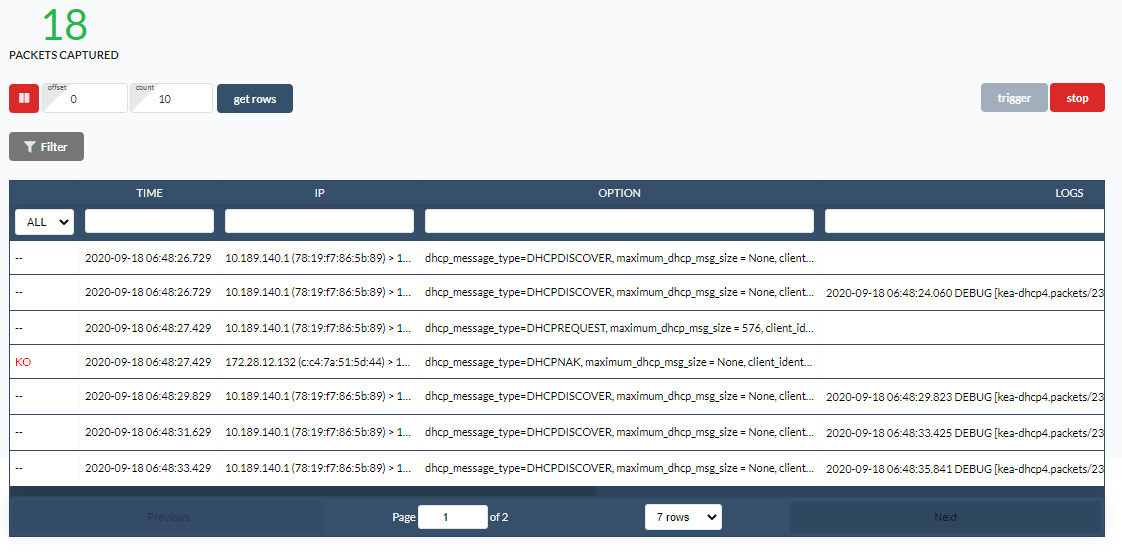 18
PACKETS CAPTURED
offset 0 count 10 get rows trigger stop
Filter
TIME IP OPTION LOGS
ALL
-- 2020-09-18 06:48:26.729 10.189.140.1 (78:19:f7:86:5b:89) > 1... dhcp_message_type=DHCPDISCOVER, maximum_dhcp_msg_size = None, client...
-- 2020-09-18 06:48:26.729 10.189.140.1 (78:19:f7:86:5b:89) > 1... dhcp_message_type=DHCPDISCOVER, maximum_dhcp_msg_size = None, client... 2020-09-18 06:48:24.060 DEBUG [kea-dhcp4.packets/23
-- 2020-09-18 06:48:27.429 10.189.140.1 (78:19:f7:86:5b:89) > 1... dhcp_message_type=DHCPREQUEST, maximum_dhcp_msg_size = 576, client_id...
KO 2020-09-18 06:48:27.429 172.28.12.132 (c:c4:7a:51:5d:44) > 1... dhcp_message_type=DHCPNAK, maximum_dhcp_msg_size = None, client_ident...
-- 2020-09-18 06:48:29.829 10.189.140.1 (78:19:f7:86:5b:89) > 1... dhcp_message_type=DHCPDISCOVER, maximum_dhcp_msg_size = None, client... 2020-09-18 06:48:29.823 DEBUG [kea-dhcp4.packets/23
-- 2020-09-18 06:48:31.629 10.189.140.1 (78:19:f7:86:5b:89) > 1... dhcp_message_type=DHCPDISCOVER, maximum_dhcp_msg_size = None, client... 2020-09-18 06:48:33.425 DEBUG [kea-dhcp4.packets/23
-- 2020-09-18 06:48:33.429 10.189.140.1 (78:19:f7:86:5b:89) > 1... dhcp_message_type=DHCPDISCOVER, maximum_dhcp_msg_size = None, client... 2020-09-18 06:48:35.841 DEBUG [kea-dhcp4.packets/23
Previous Page 1 of 2 7 rows Next